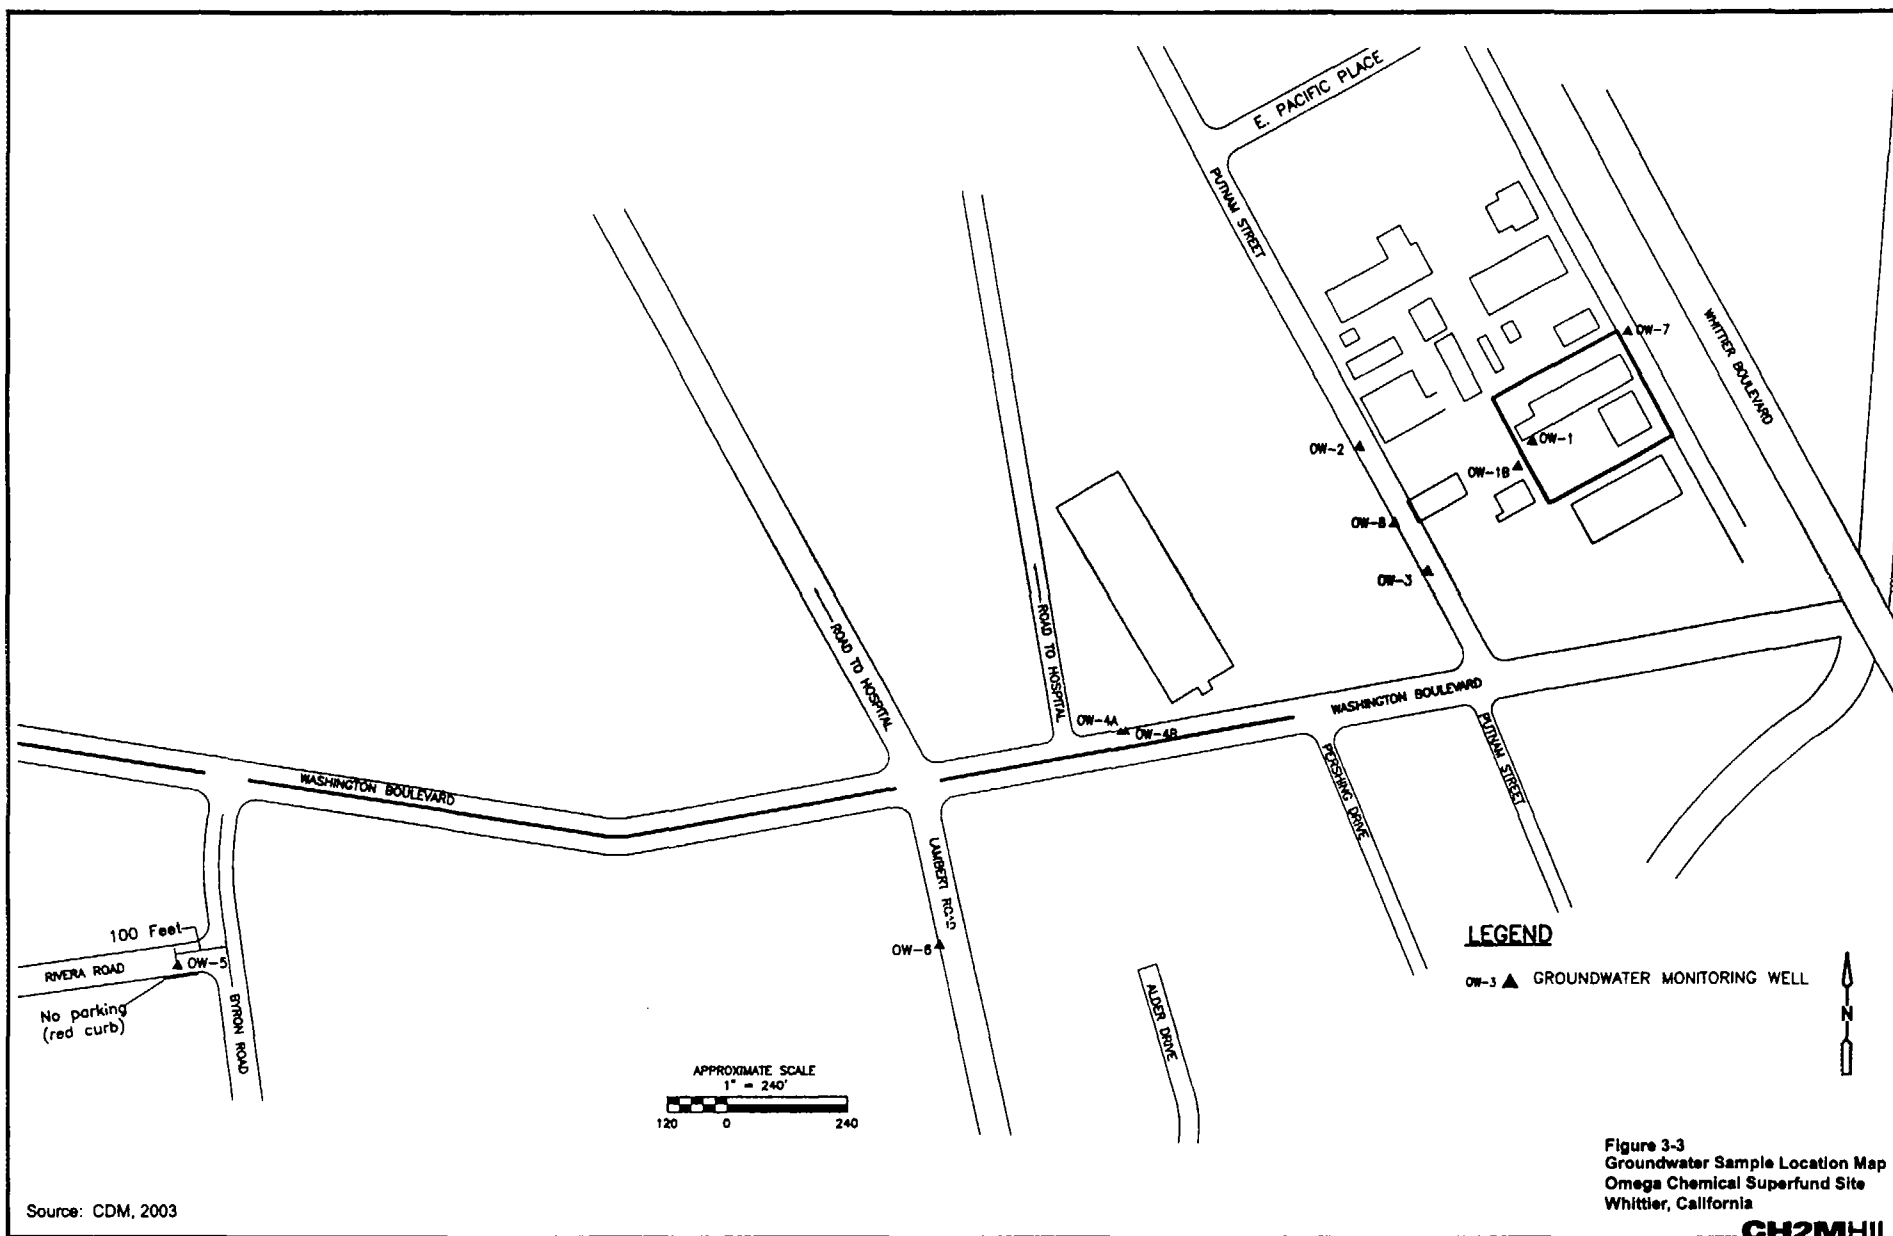 E. PACIFIC PLACE
PUTNAM STREET
WHITTIER BOULEVARD
OW-7
OW-1
OW-2
OW-1B
OW-8
OW-3
ROAD TO HOSPITAL
ROAD TO HOSPITAL
WASHINGTON BOULEVARD
OW-4A
OW-4B
PUTNAM STREET
PERSHING DRIVE
WASHINGTON BOULEVARD
LAMBERT ROAD
100 Feet
OW-6
RIVERA ROAD
OW-5
No parking
(red curb)
BYRON ROAD
ALDER DRIVE
LEGEND
OW-3 GROUNDWATER MONITORING WELL
N
APPROXIMATE SCALE
1" = 240'
120 0 240
Figure 3-3
Groundwater Sample Location Map
Omega Chemical Superfund Site
Whittier, California
Source: CDM, 2003
CH2MHILL